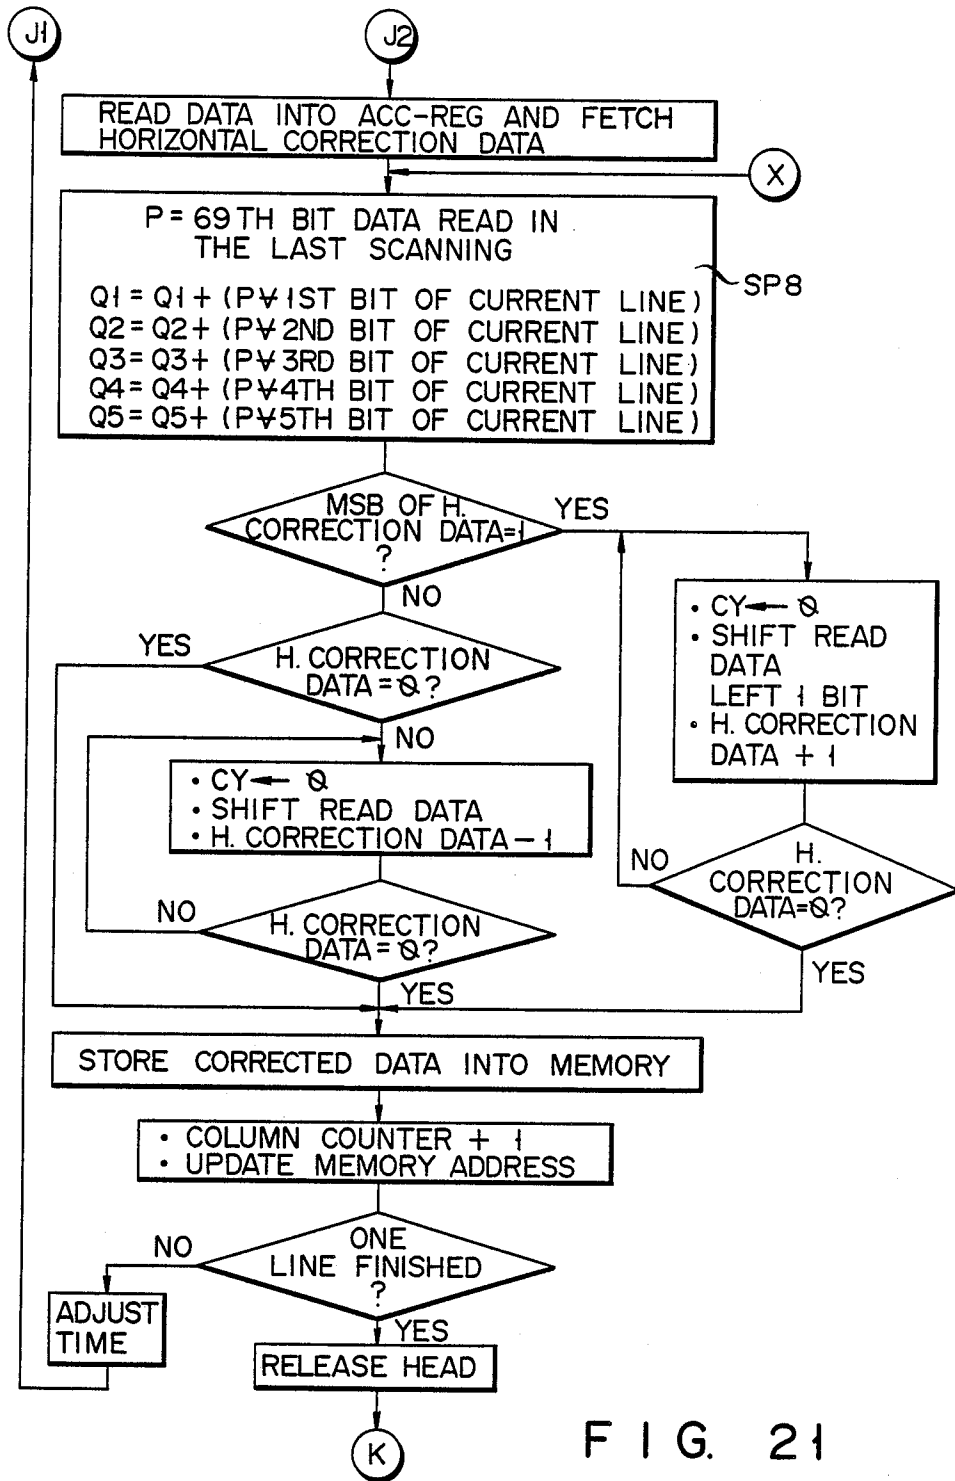 J1
J2
READ DATA INTO ACC-REG AND FETCH
HORIZONTAL CORRECTION DATA
X
P = 69TH BIT DATA READ IN
THE LAST SCANNING
SP8
Q1 = Q1 + (P∀1ST BIT OF CURRENT LINE)
Q2 = Q2 + (P∀2ND BIT OF CURRENT LINE)
Q3 = Q3 + (P∀3RD BIT OF CURRENT LINE)
Q4 = Q4 + (P∀4TH BIT OF CURRENT LINE)
Q5 = Q5 + (P∀5TH BIT OF CURRENT LINE)
MSB OF H.
CORRECTION DATA=1
?
YES
NO
• CY ← 0
• SHIFT READ
DATA
LEFT 1 BIT
• H. CORRECTION
DATA + 1
YES
H. CORRECTION
DATA = 0?
NO
• CY ← 0
• SHIFT READ DATA
• H. CORRECTION DATA - 1
NO
H.
CORRECTION
DATA=0?
YES
NO
H. CORRECTION
DATA = 0?
YES
STORE CORRECTED DATA INTO MEMORY
• COLUMN COUNTER + 1
• UPDATE MEMORY ADDRESS
NO
ONE
LINE FINISHED
?
YES
ADJUST
TIME
RELEASE HEAD
K
FIG. 21